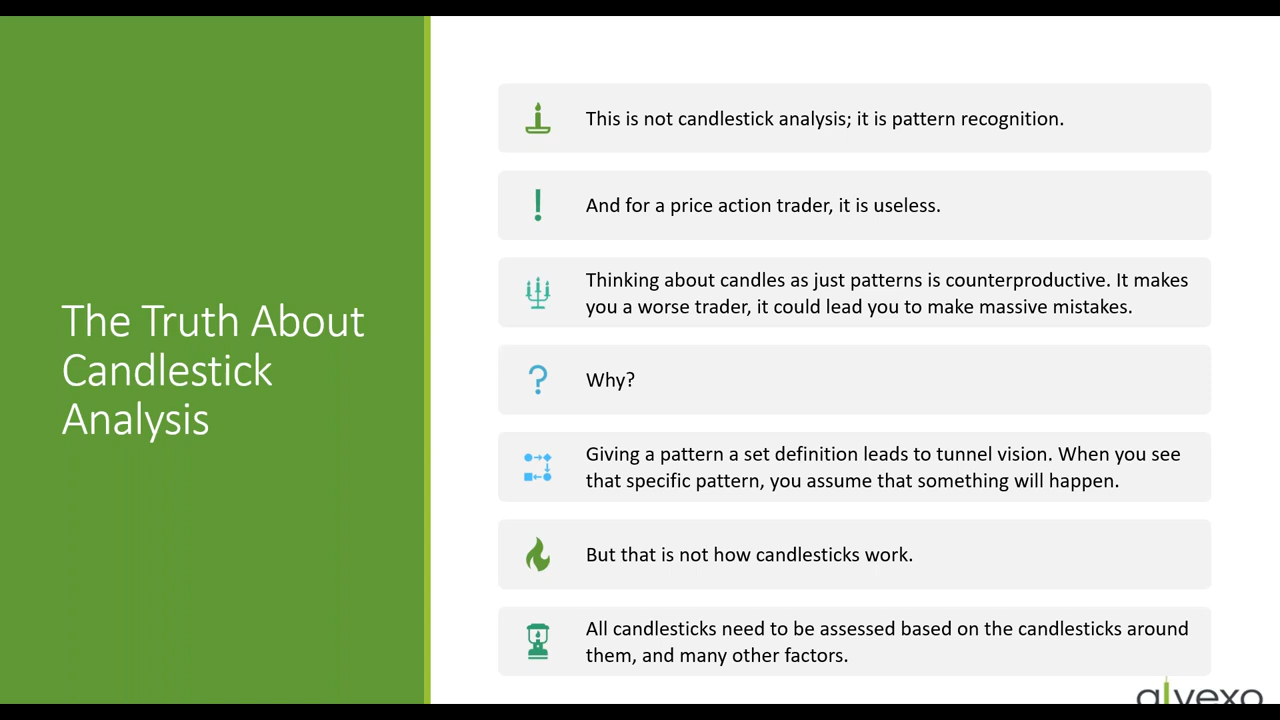 The Truth About
Candlestick
Analysis
This is not candlestick analysis; it is pattern recognition.
And for a price action trader, it is useless.
Thinking about candles as just patterns is counterproductive. It makes
you a worse trader, it could lead you to make massive mistakes.
Why?
Giving a pattern a set definition leads to tunnel vision. When you see
that specific pattern, you assume that something will happen.
But that is not how candlesticks work.
All candlesticks need to be assessed based on the candlesticks around
them, and many other factors.
alvexo